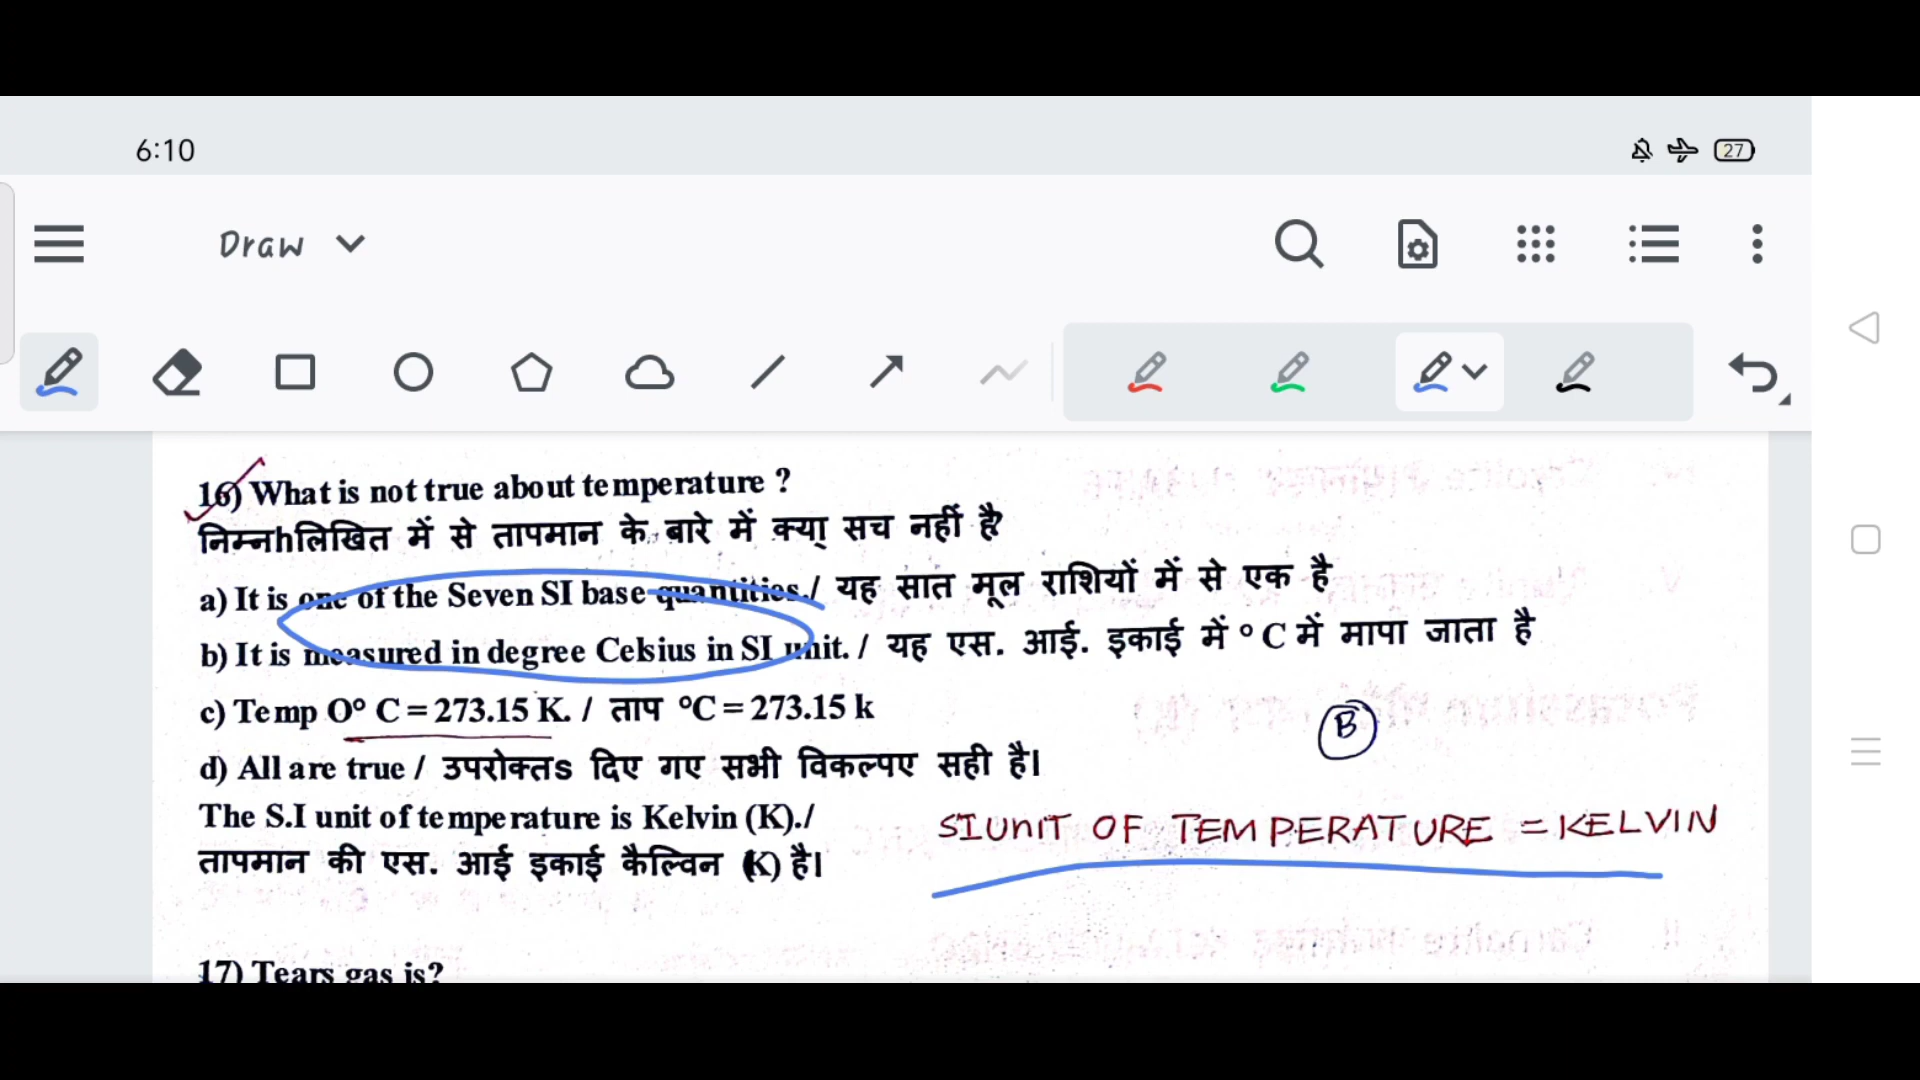 6:10
27
Draw
16) What is not true about temperature ?
निम्नhलिखित में से तापमान के बारे में क्या् सच नहीं है?
a) It is one of the Seven SI base quantities./ यह सात मूल राशियों में से एक है
b) It is measured in degree Celsius in SI unit. / यह एस. आई. इकाई में ° C में मापा जाता है
c) Temp O° C = 273.15 K. / ताप °C = 273.15 k
B
d) All are true / उपरोक्तs दिए गए सभी विकल्पए सही है।
The S.I unit of temperature is Kelvin (K)./
SI UNIT OF TEMPERATURE = KELVIN
तापमान की एस. आई इकाई कैल्विन (K) है।
17) Tears gas is?